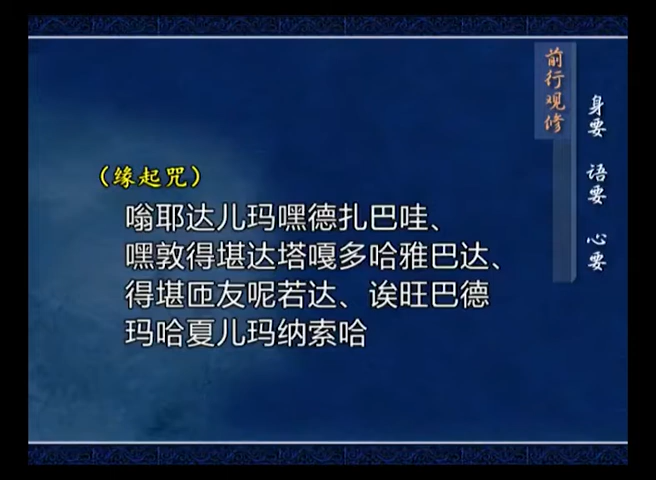 前行观修
身要 语要 心要
（缘起咒）
嗡耶达儿玛嘿德扎巴哇、
嘿敦得堪达塔嘎多哈雅巴达、
得堪匝友呢若达、诶旺巴德
玛哈夏儿玛纳索哈